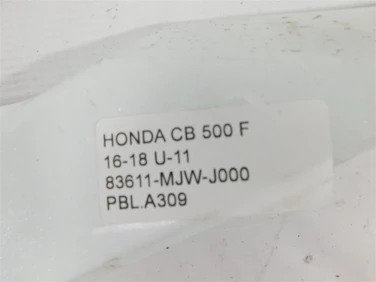 HONDA CB 500 F
16-18 U-11
83611-MJW-J000
PBL.A309